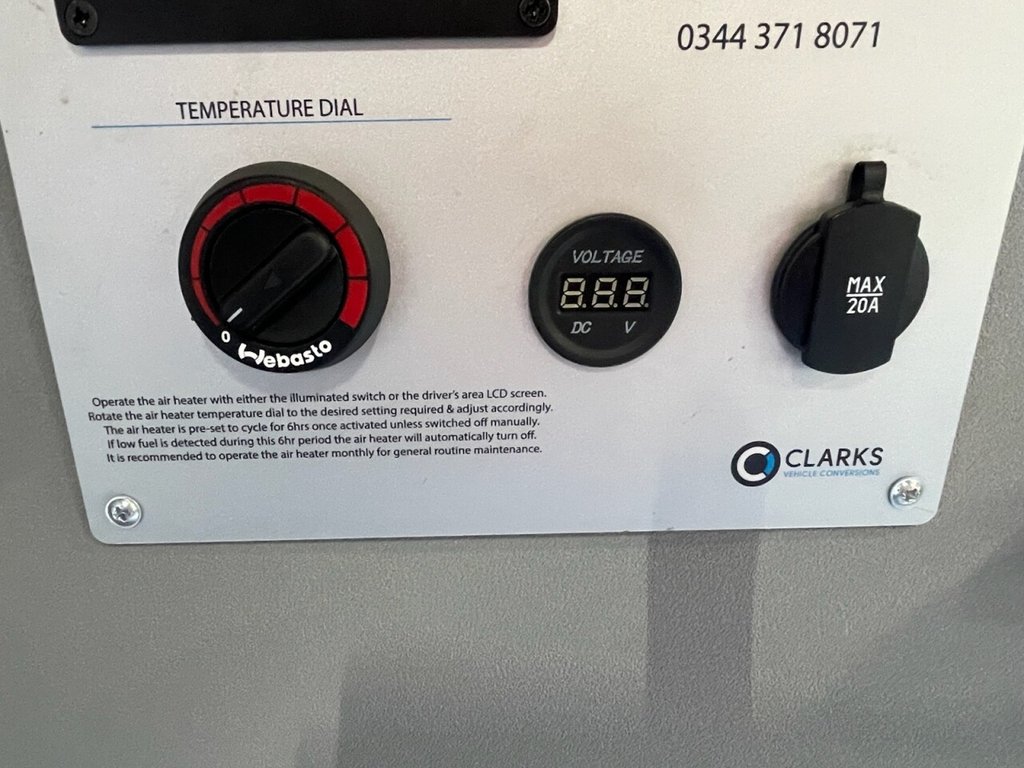 0344 371 8071
TEMPERATURE DIAL
VOLTAGE
8.8.8.
DC V
MAX
20A
0
Webasto
Operate the air heater with either the illuminated switch or the driver's area LCD screen.
Rotate the air heater temperature dial to the desired setting required & adjust accordingly.
The air heater is pre-set to cycle for 6hrs once activated unless switched off manually.
If low fuel is detected during this 6hr period the air heater will automatically turn off.
It is recommended to operate the air heater monthly for general routine maintenance.
CLARKS
VEHICLE CONVERSIONS